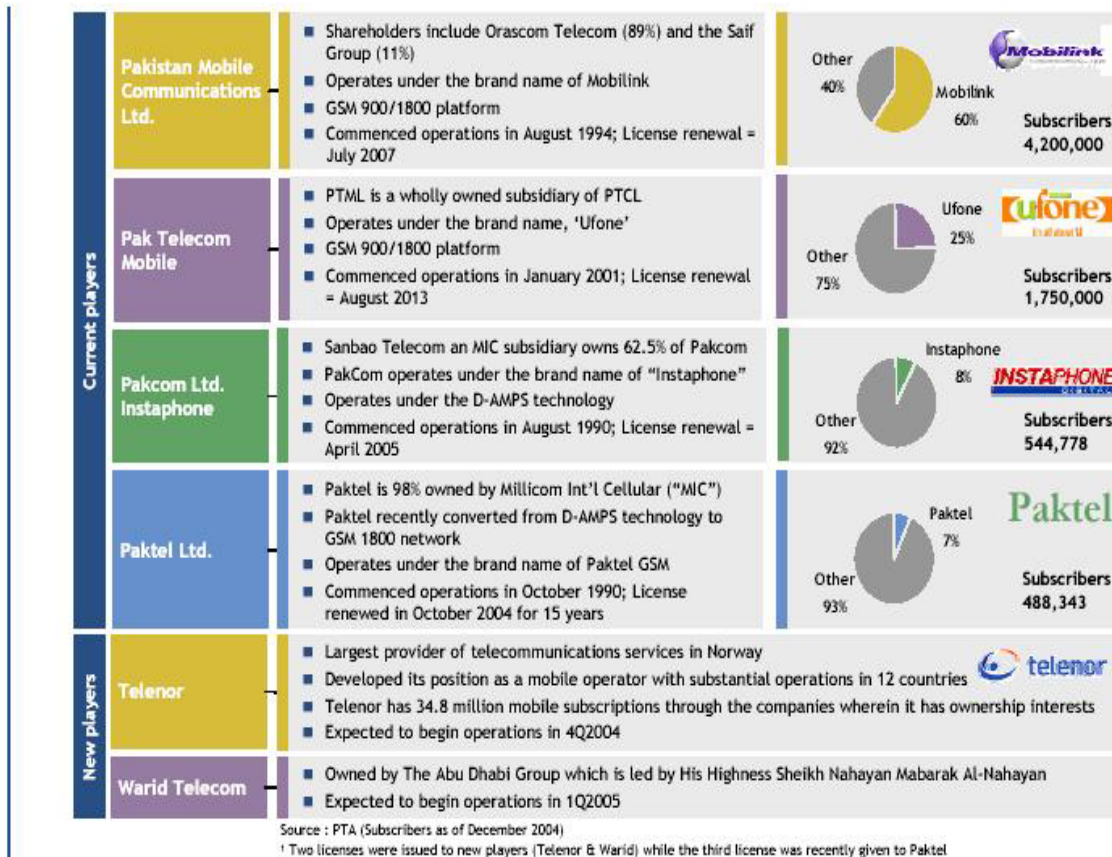 Current players
Pakistan Mobile
Communications
Ltd.
Shareholders include Orascom Telecom (89%) and the Saif
Group (11%)
Operates under the brand name of Mobilink
GSM 900/1800 platform
Commenced operations in August 1994; License renewal =
July 2007
Other
40%
Mobilink
60%
Mobilink
Subscribers
4,200,000
Pak Telecom
Mobile
PTML is a wholly owned subsidiary of PTCL
Operates under the brand name, 'Ufone'
GSM 900/1800 platform
Commenced operations in January 2001; License renewal
= August 2013
Ufone
25%
Other
75%
ufone
Subscribers
1,750,000
Pakcom Ltd.
Instaphone
Sanbao Telecom an MIC subsidiary owns 62.5% of Pakcom
PakCom operates under the brand name of "Instaphone"
Operates under the D-AMPS technology
Commenced operations in August 1990; License renewal =
April 2005
Instaphone
8%
Other
92%
INSTAPHONE
DIGITAL
Subscribers
544,778
Paktel Ltd.
Paktel is 98% owned by Millicom Int'l Cellular ("MIC")
Paktel recently converted from D-AMPS technology to
GSM 1800 network
Operates under the brand name of Paktel GSM
Commenced operations in October 1990; License
renewed in October 2004 for 15 years
Paktel
7%
Other
93%
Paktel
Subscribers
488,343
New players
Telenor
Largest provider of telecommunications services in Norway
Developed its position as a mobile operator with substantial operations in 12 countries
Telenor has 34.8 million mobile subscriptions through the companies wherein it has ownership interests
Expected to begin operations in 4Q2004
telenor
Warid Telecom
Owned by The Abu Dhabi Group which is led by His Highness Sheikh Nahayan Mabarak Al-Nahayan
Expected to begin operations in 1Q2005
Source : PTA (Subscribers as of December 2004)
¹ Two licenses were issued to new players (Telenor & Warid) while the third license was recently given to Paktel